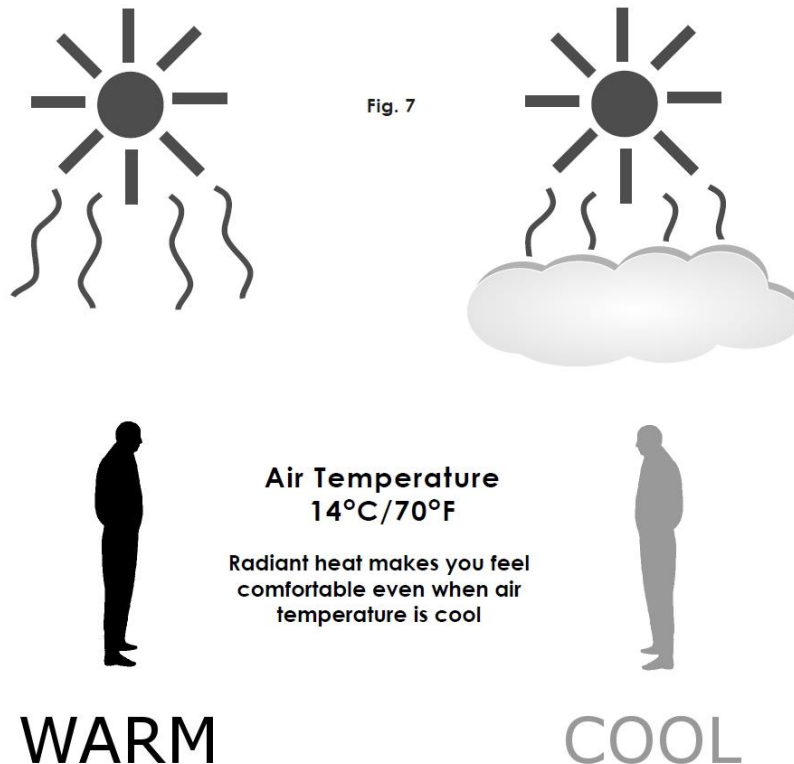 Fig. 7
Air Temperature
14°C/70°F
Radiant heat makes you feel
comfortable even when air
temperature is cool
WARM
COOL